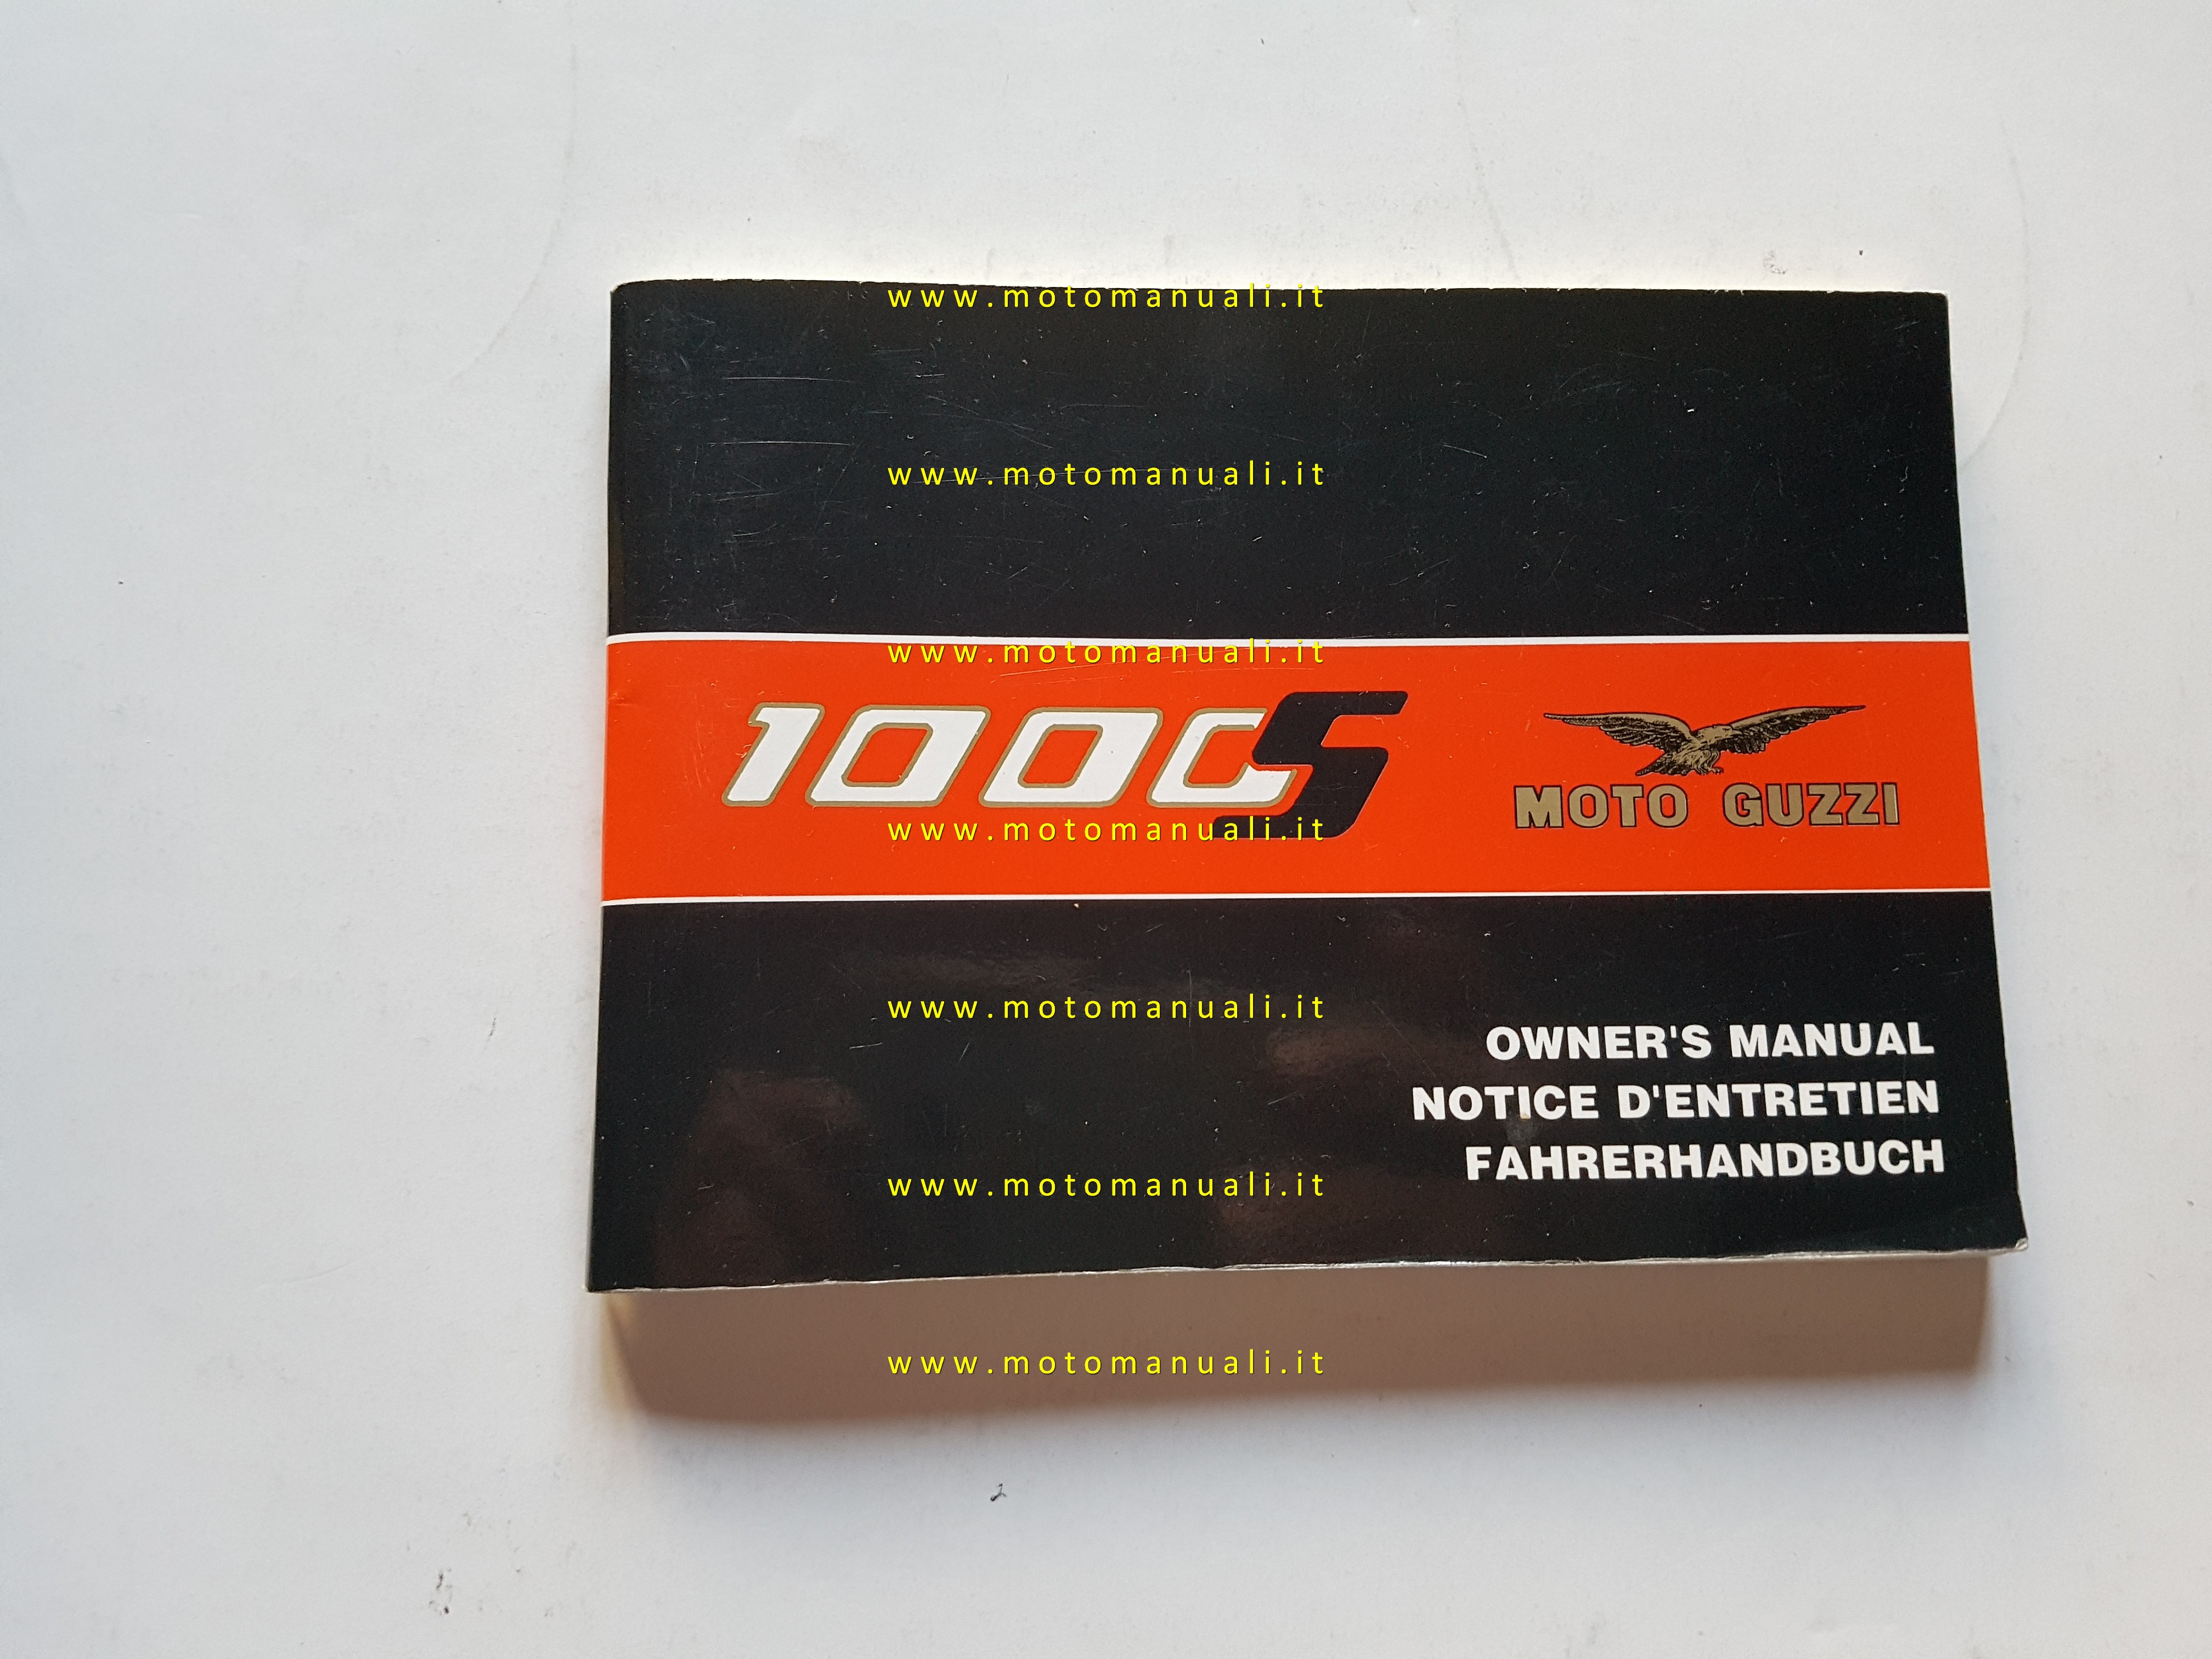 www.motomanuali.it
www.motomanuali.it
www.motomanuali.it
1000S
MOTO GUZZI
www.motomanuali.it
www.motomanuali.it
OWNER'S MANUAL
NOTICE D'ENTRETIEN
FAHRERHANDBUCH
www.motomanuali.it
www.motomanuali.it